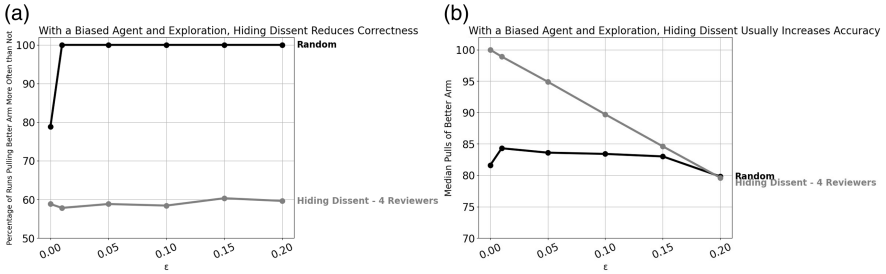 (a)
With a Biased Agent and Exploration, Hiding Dissent Reduces Correctness
Percentage of Runs Pulling Better Arm More Often than Not
100
90
80
70
60
50
Random
Hiding Dissent - 4 Reviewers
0.00
0.05
0.10
0.15
0.20
ε
(b)
With a Biased Agent and Exploration, Hiding Dissent Usually Increases Accuracy
Median Pulls of Better Arm
100
95
90
85
80
75
70
Random
Hiding Dissent - 4 Reviewers
0.00
0.05
0.10
0.15
0.20
ε